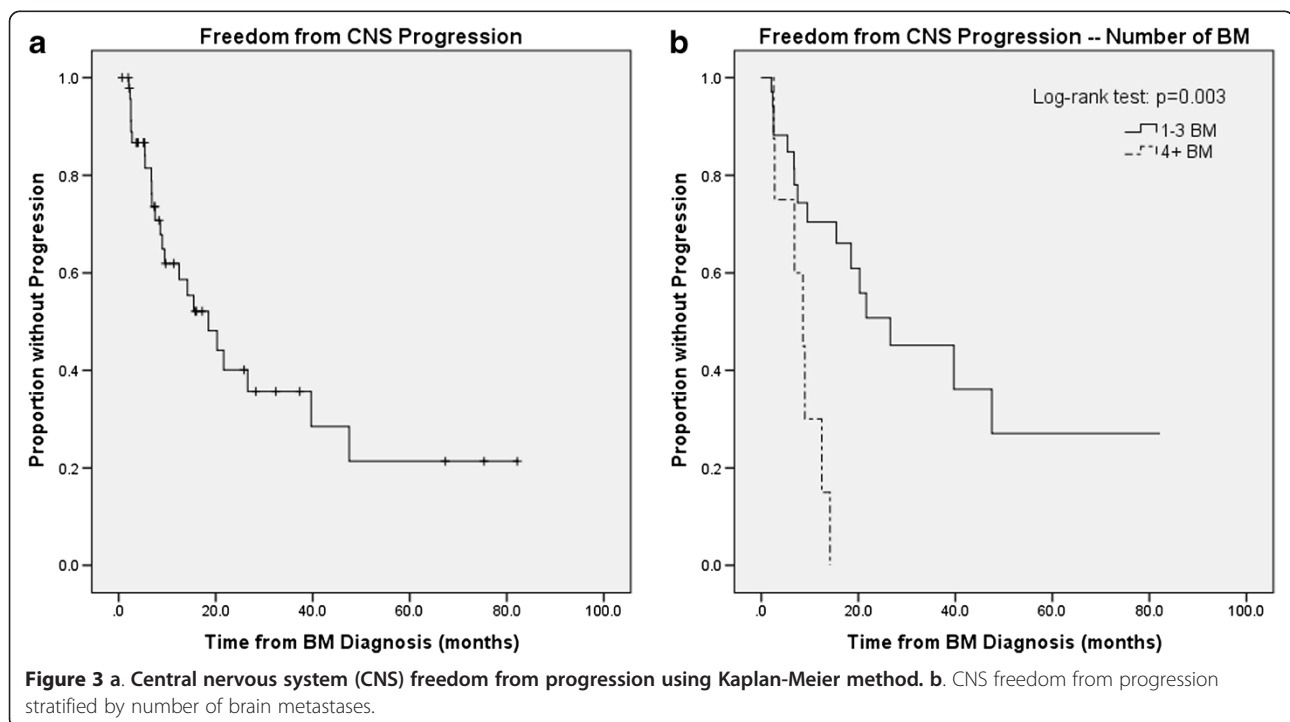 a
Freedom from CNS Progression
Proportion without Progression
1.0
0.8
0.6
0.4
0.2
0.0
.0 20.0 40.0 60.0 80.0 100.0
Time from BM Diagnosis (months)
b
Freedom from CNS Progression -- Number of BM
Log-rank test: p=0.003
1-3 BM
4+ BM
Proportion without Progression
1.0
0.8
0.6
0.4
0.2
0.0
.0 20.0 40.0 60.0 80.0 100.0
Time from BM Diagnosis (months)
Figure 3 a. Central nervous system (CNS) freedom from progression using Kaplan-Meier method. b. CNS freedom from progression
stratified by number of brain metastases.